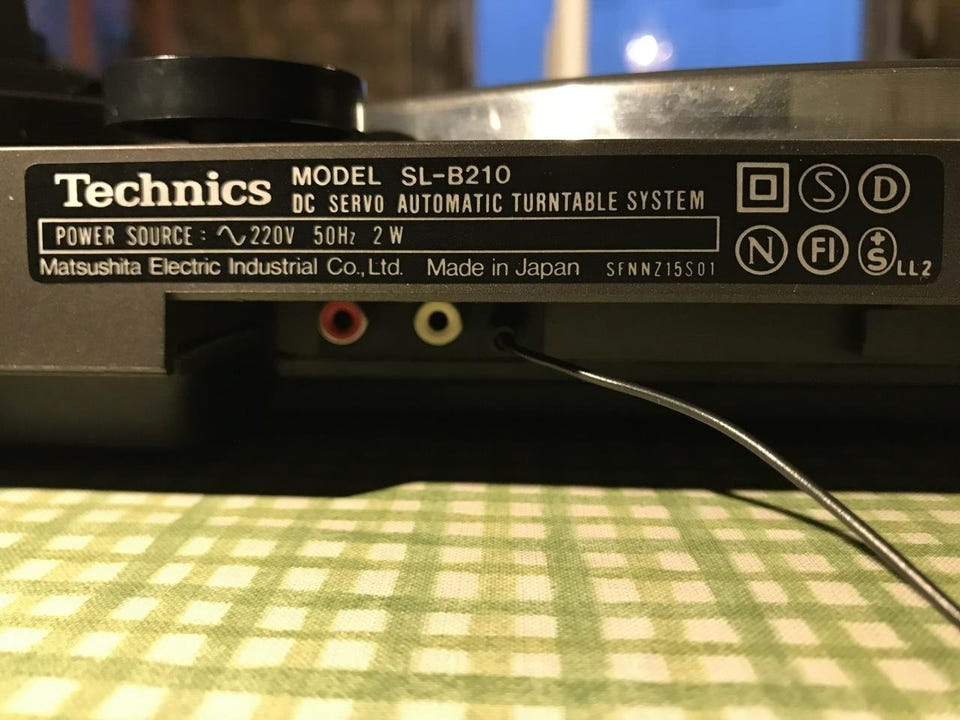 Technics MODEL SL-B210
DC SERVO AUTOMATIC TURNTABLE SYSTEM
POWER SOURCE : ∿220V 50Hz 2W
Matsushita Electric Industrial Co., Ltd. Made in Japan SFNNZ15S01
S D
N FI +S LL2